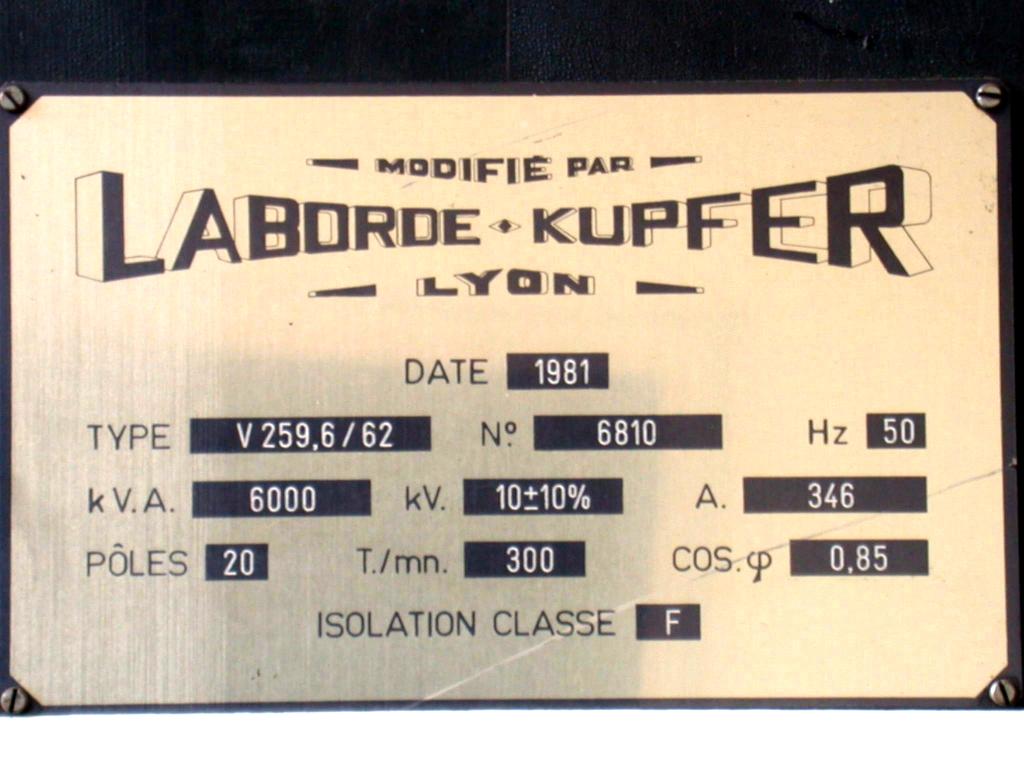 MODIFIÉ PAR
LABORDE ⬩ KUPFER
LYON
DATE 1981
TYPE V 259,6/62 Nº 6810 Hz 50
kV.A. 6000 kV. 10±10% A. 346
PÔLES 20 T./mn. 300 COS.φ 0,85
ISOLATION CLASSE F